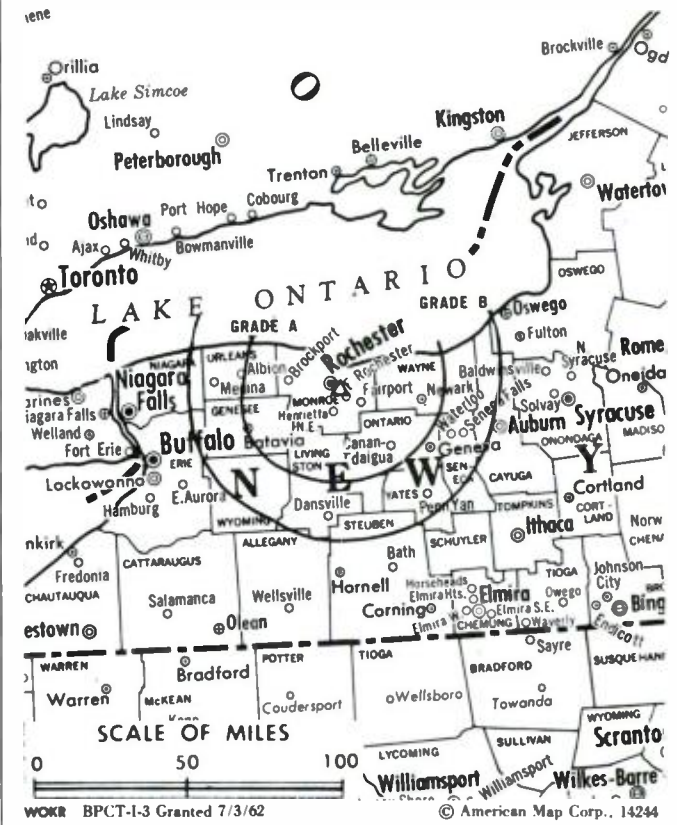 Orillia
Lake Simcoe
Lindsay
Peterborough
Brockville
Kingston
Belleville
Trenton
JEFFERSON
Cobourg
Port Hope
Oshawa
Bowmanville
Ajax
Whitby
Toronto
OSWEGO
LAKE ONTARIO
GRADE B
GRADE A
Oswego
Fulton
NIAGARA
ORLEANS
Albion
Brockport
Rochester
E. Rochester
WAYNE
Baldwinsville
N Syracuse
Rome
Oneida
Medina
Niagara Falls
MONROE
Fairport
Newark
Waterloo
Seneca Falls
Solvay
Syracuse
Niagara Falls
GENESEE
Henrietta
ONTARIO
Auburn
Welland
Buffalo
Batavia
Canandaigua
Geneva
ONONDAGA
Fort Erie
ERIE
LIVINGSTON
SENECA
CAYUGA
NEW Y
Lackawanna
E. Aurora
YATES
Penn Yan
Cortland
Hamburg
Dansville
TOMPKINS
CORTLAND
WYOMING
STEUBEN
Ithaca
ALLEGANY
SCHUYLER
Fredonia
CATTARAUGUS
Bath
Hornell
TIOGA
Johnson City
CHAUTAUQUA
Salamanca
Wellsville
Horseheads
Elmira Hts.
Elmira
Owego
Corning
Elmira W.
Elmira S.E.
Endicott
Olean
CHEMUNG
Waverly
WARREN
POTTER
TIOGA
Sayre
Bradford
BRADFORD
Warren
McKEAN
Coudersport
Wellsboro
Towanda
WYOMING
SCALE OF MILES
SULLIVAN
LYCOMING
0 50 100
Williamsport
Williamsport
Wilkes-Barre
WOKR BPCT-I-3 Granted 7/3/62
© American Map Corp., 14244